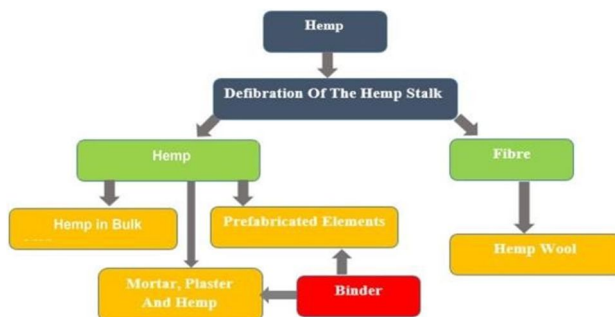 Hemp
Defibration Of The Hemp Stalk
Hemp
Fibre
Hemp in Bulk
Prefabricated Elements
Hemp Wool
Mortar, Plaster
And Hemp
Binder